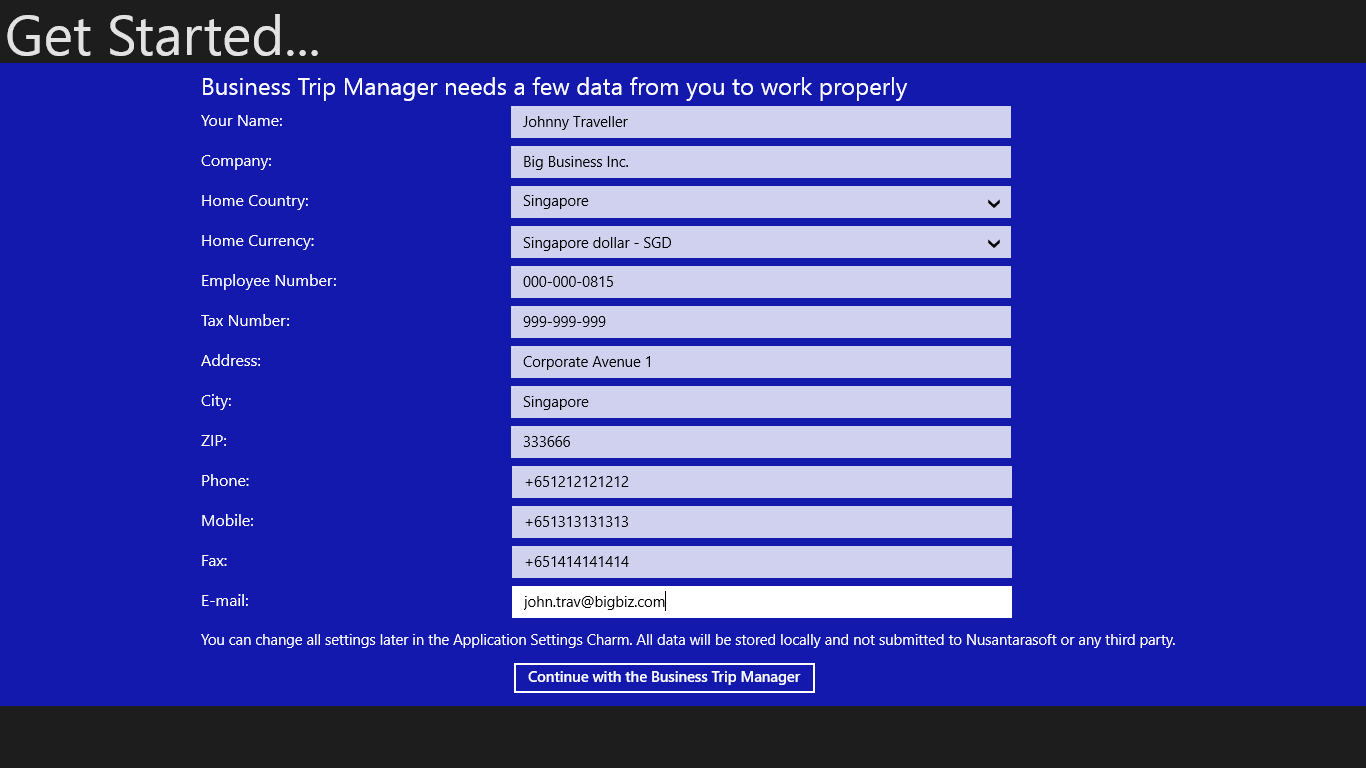 Get Started...
Business Trip Manager needs a few data from you to work properly
Your Name: Johnny Traveller
Company: Big Business Inc.
Home Country: Singapore
Home Currency: Singapore dollar - SGD
Employee Number: 000-000-0815
Tax Number: 999-999-999
Address: Corporate Avenue 1
City: Singapore
ZIP: 333666
Phone: +651212121212
Mobile: +651313131313
Fax: +651414141414
E-mail: john.trav@bigbiz.com
You can change all settings later in the Application Settings Charm. All data will be stored locally and not submitted to Nusantarasoft or any third party.
Continue with the Business Trip Manager